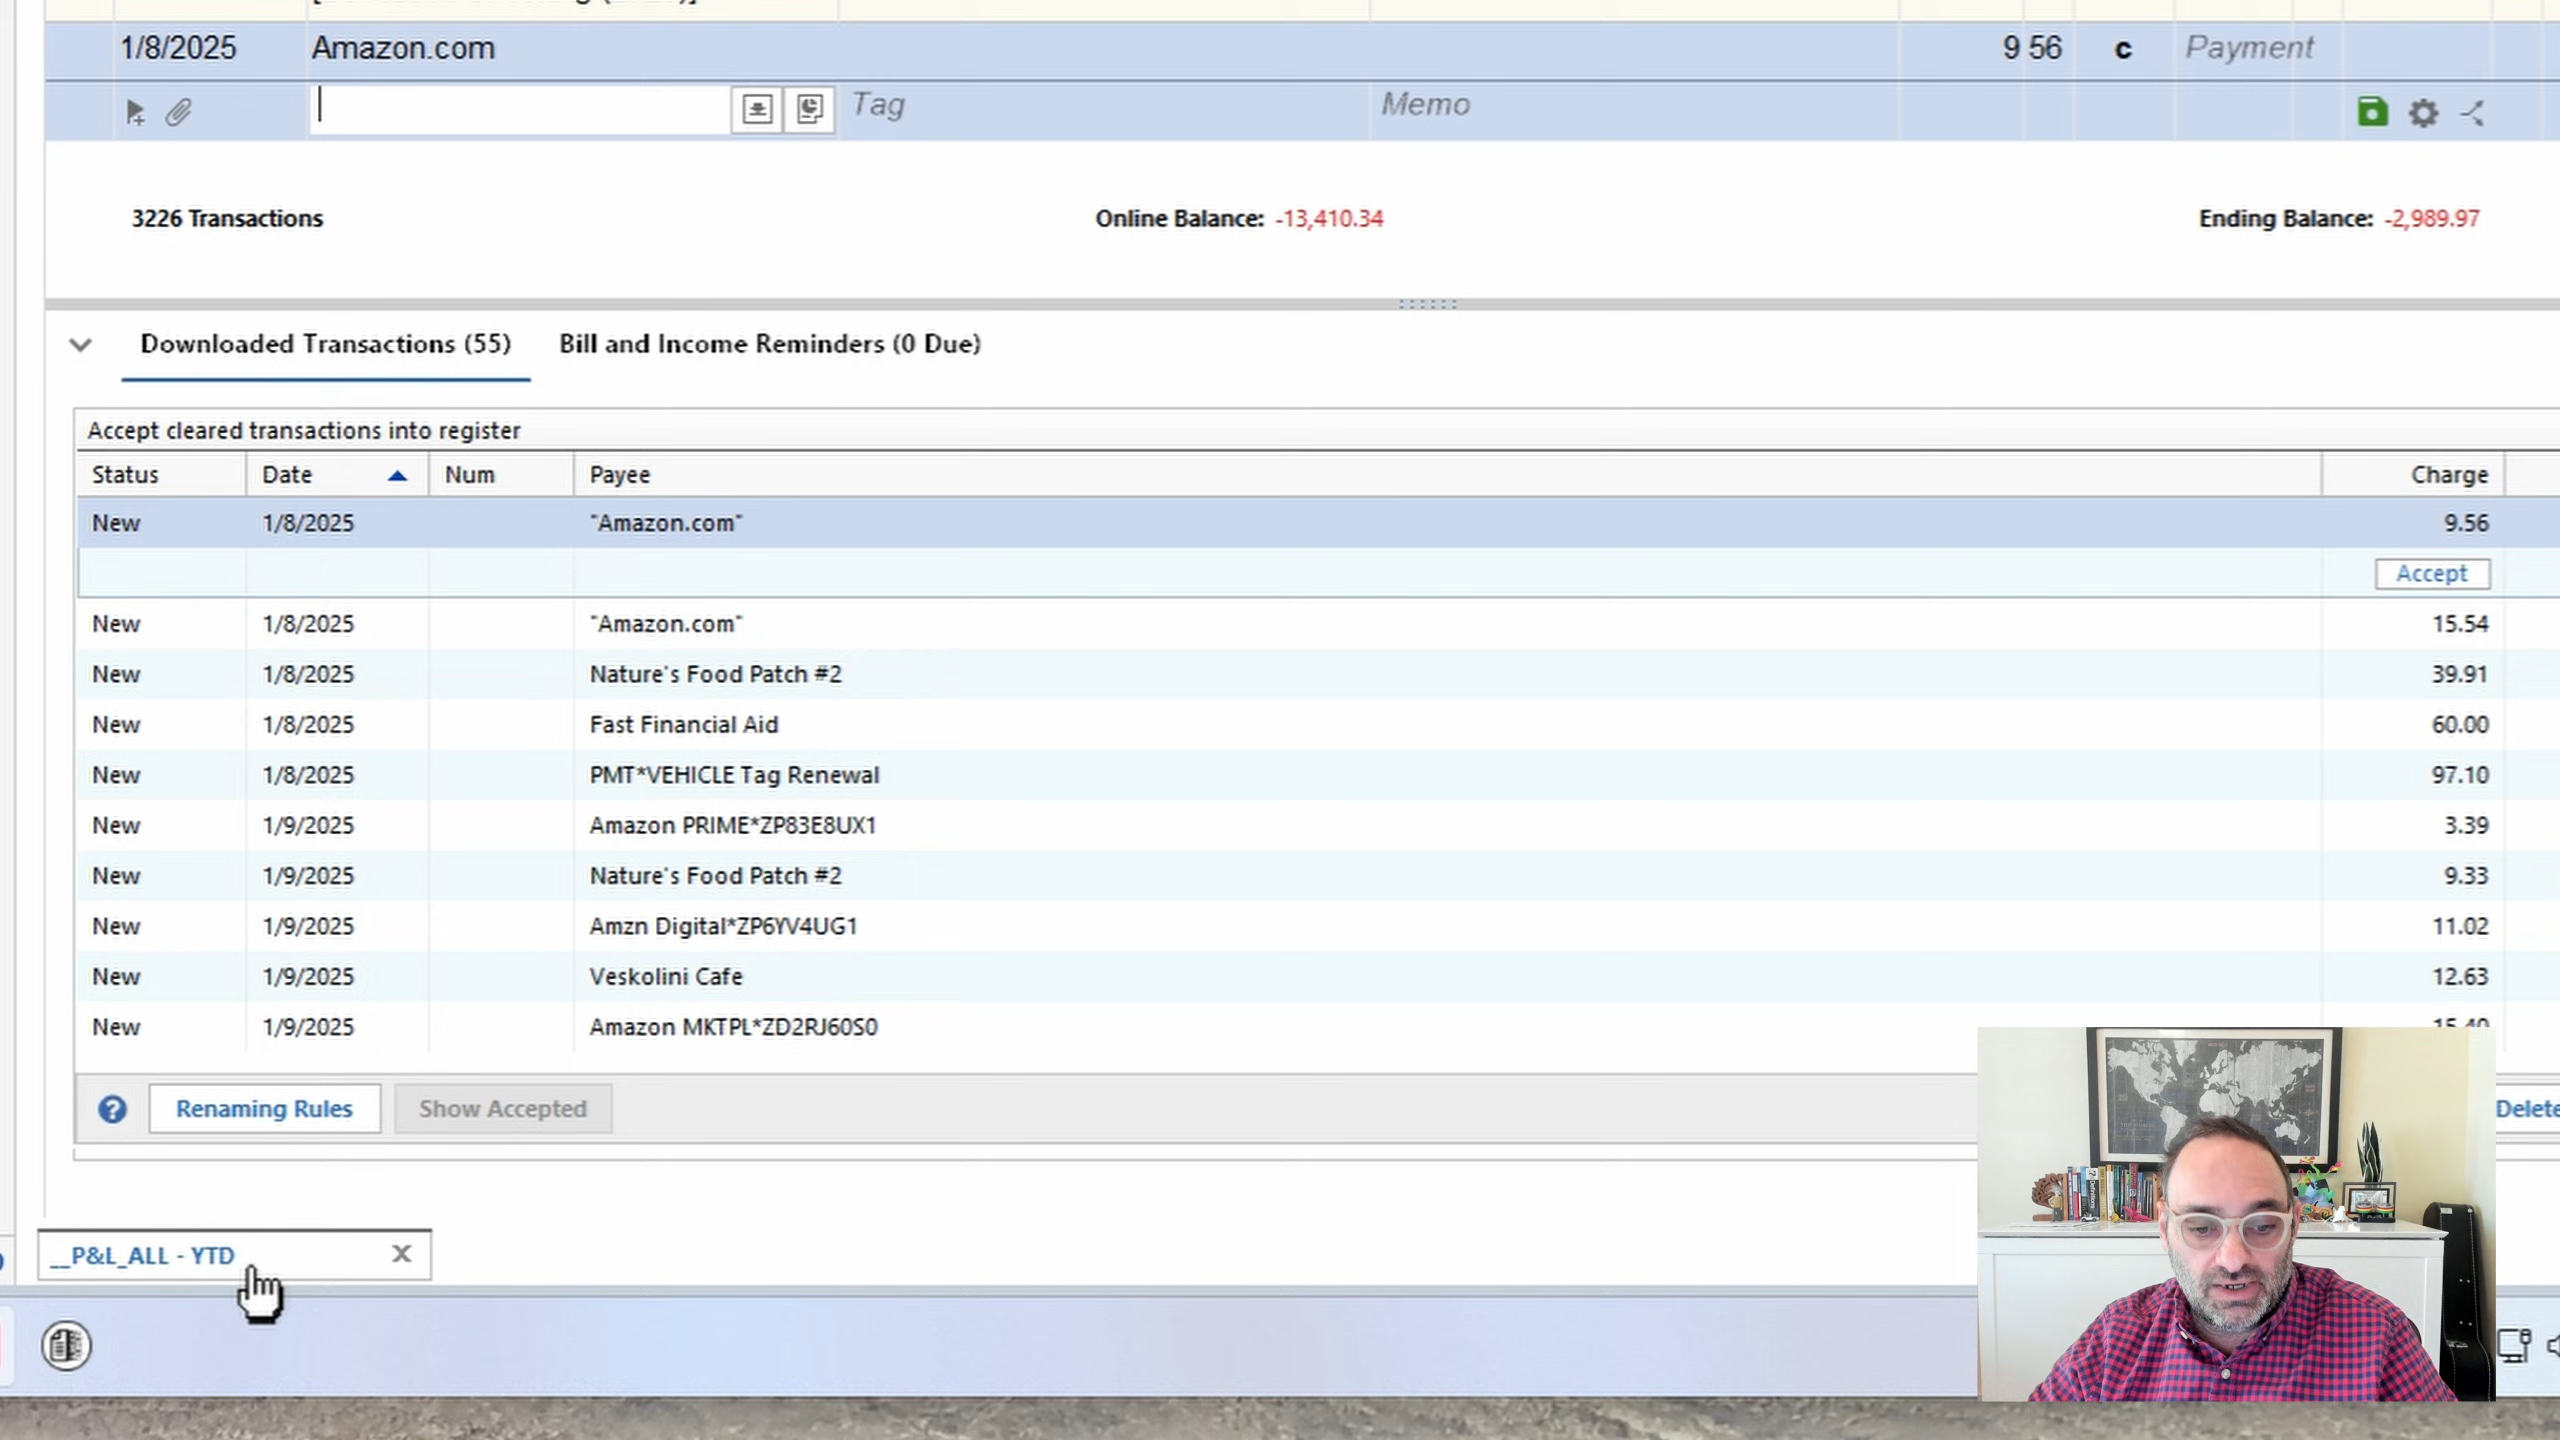 1/8/2025 Amazon.com 9 56 c Payment
Tag Memo
3226 Transactions Online Balance: -13,410.34 Ending Balance: -2,989.97
Downloaded Transactions (55) Bill and Income Reminders (0 Due)
Accept cleared transactions into register
Status Date Num Payee Charge
New 1/8/2025 "Amazon.com" 9.56
Accept
New 1/8/2025 "Amazon.com" 15.54
New 1/8/2025 Nature's Food Patch #2 39.91
New 1/8/2025 Fast Financial Aid 60.00
New 1/8/2025 PMT*VEHICLE Tag Renewal 97.10
New 1/9/2025 Amazon PRIME*ZP83E8UX1 3.39
New 1/9/2025 Nature's Food Patch #2 9.33
New 1/9/2025 Amzn Digital*ZP6YV4UG1 11.02
New 1/9/2025 Veskolini Cafe 12.63
New 1/9/2025 Amazon MKTPL*ZD2RJ60S0
Renaming Rules Show Accepted Delete
__P&L_ALL - YTD